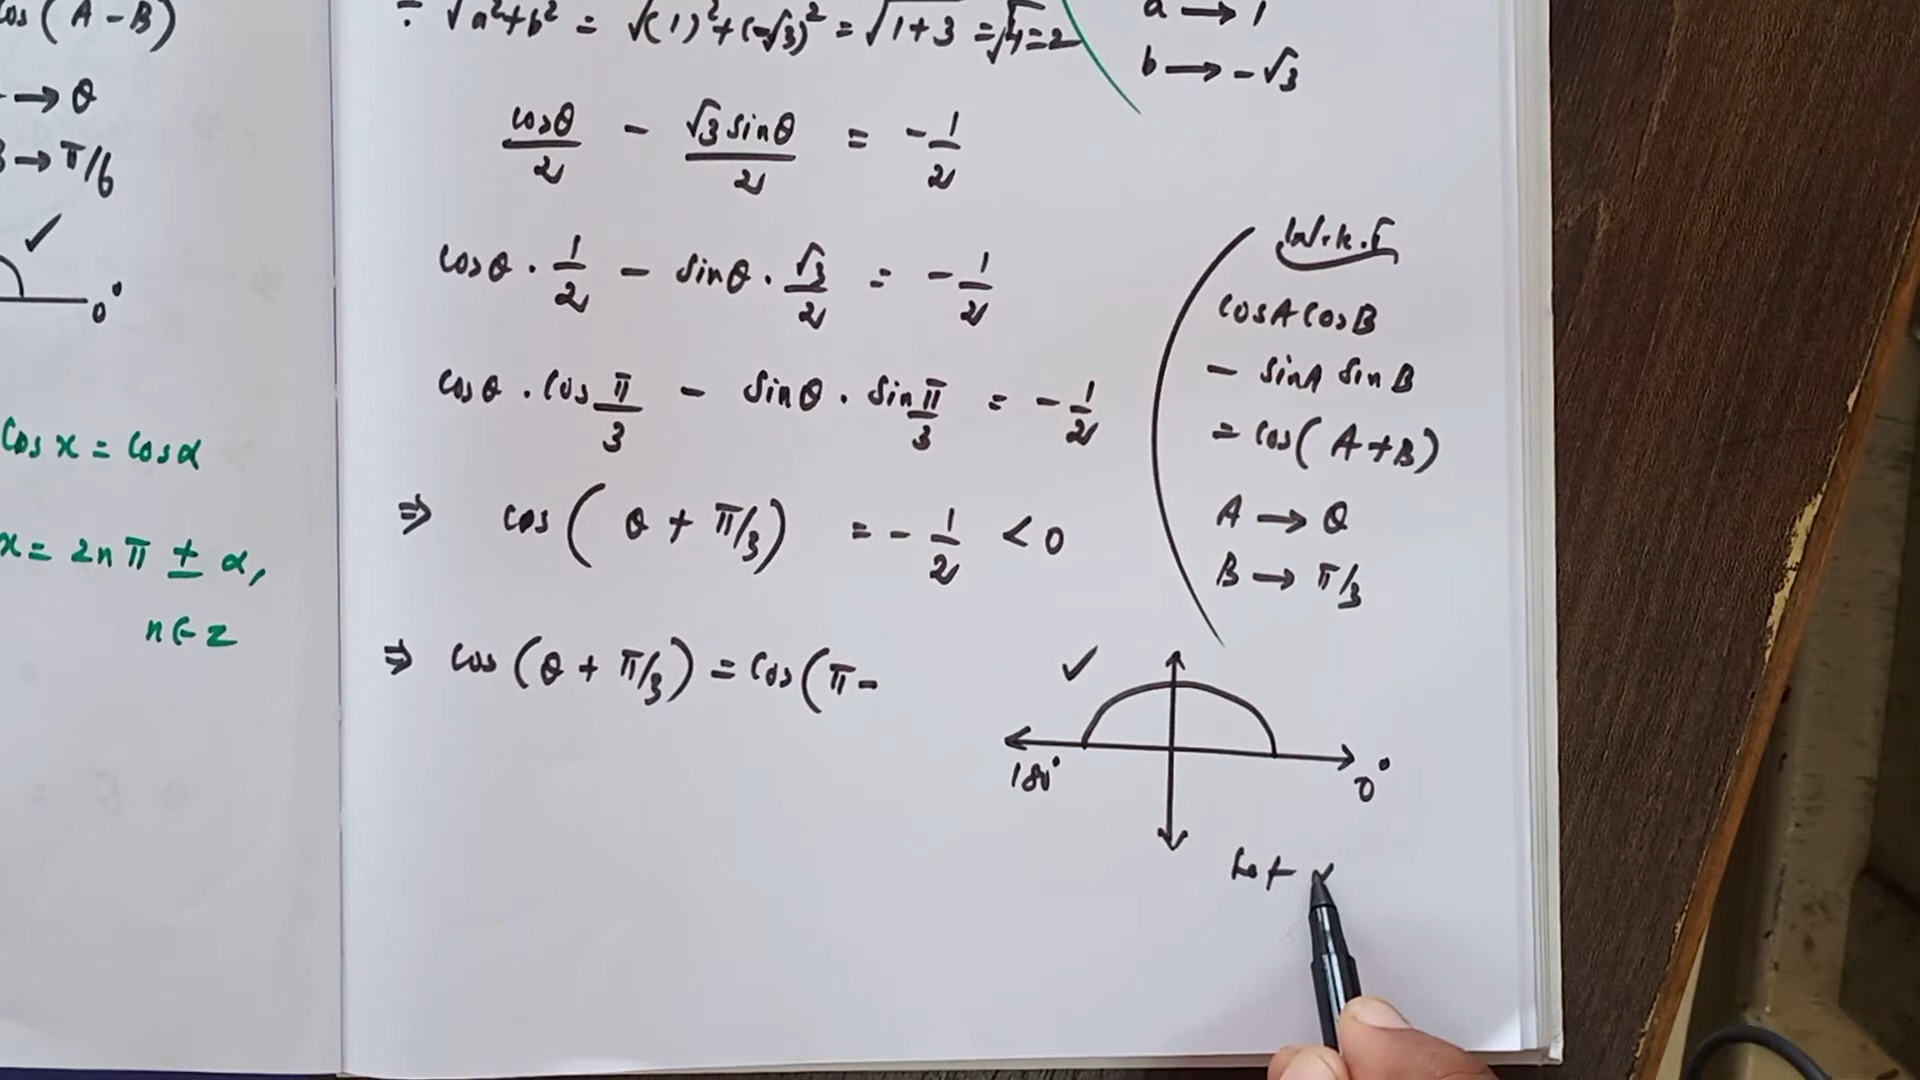 cos(A-B)
→ θ
B → π/6
0°
cos x = cos α
x = 2nπ ± α,
n ∈ z
÷ √a²+b² = √(1)²+(-√3)² = √1+3 = √4 = 2
a → 1
b → -√3
cosθ/2 - √3 sinθ/2 = -1/2
cosθ · 1/2 - sinθ · √3/2 = -1/2
cosθ · cos π/3 - sinθ · sin π/3 = -1/2
⇒ cos(θ + π/3) = -1/2 < 0
⇒ cos(θ + π/3) = cos(π -
W.k.t
cosA cosB
- sinA sinB
= cos(A+B)
A → θ
B → π/3
180°
0°